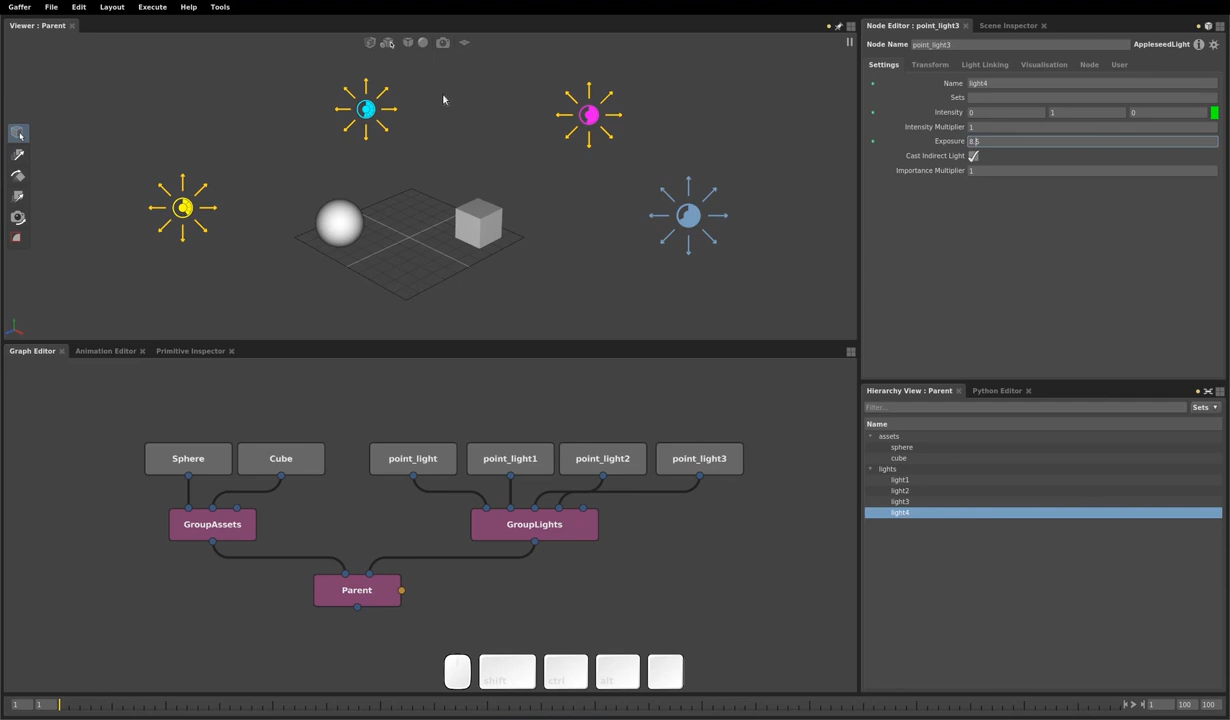 Gaffer File Edit Layout Execute Help Tools
Viewer : Parent
Node Editor : point_light3 Scene Inspector
Node Name point_light3 AppleseedLight
Settings Transform Light Linking Visualisation Node User
Name light4
Sets
Intensity 0 1 0
Intensity Multiplier 1
Exposure 8.5
Cast Indirect Light
Importance Multiplier 1
Graph Editor Animation Editor Primitive Inspector
Sphere Cube point_light point_light1 point_light2 point_light3
GroupAssets GroupLights
Parent
shift ctrl alt
Hierarchy View : Parent Python Editor
Filter... Sets
Name
assets
sphere
cube
lights
light1
light2
light3
light4
1 1 1 100 100